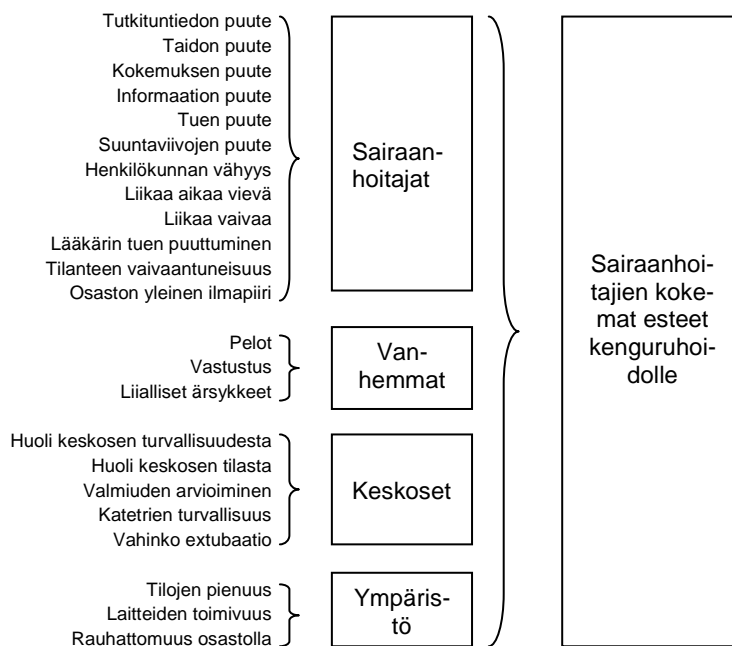 Tutkituntiedon puute
Taidon puute
Kokemuksen puute
Informaation puute
Tuen puute
Suuntaviivojen puute
Henkilökunnan vähyys
Liikaa aikaa vievä
Liikaa vaivaa
Lääkärin tuen puuttuminen
Tilanteen vaivaantuneisuus
Osaston yleinen ilmapiiri
Sairaan-
hoitajat
Pelot
Vastustus
Liialliset ärsykkeet
Van-
hemmat
Huoli keskosen turvallisuudesta
Huoli keskosen tilasta
Valmiuden arvioiminen
Katetrien turvallisuus
Vahinko extubaatio
Keskoset
Tilojen pienuus
Laitteiden toimivuus
Rauhattomuus osastolla
Ympäris-
tö
Sairaanhoi-
tajien koke-
mat esteet
kenguruhoi-
dolle